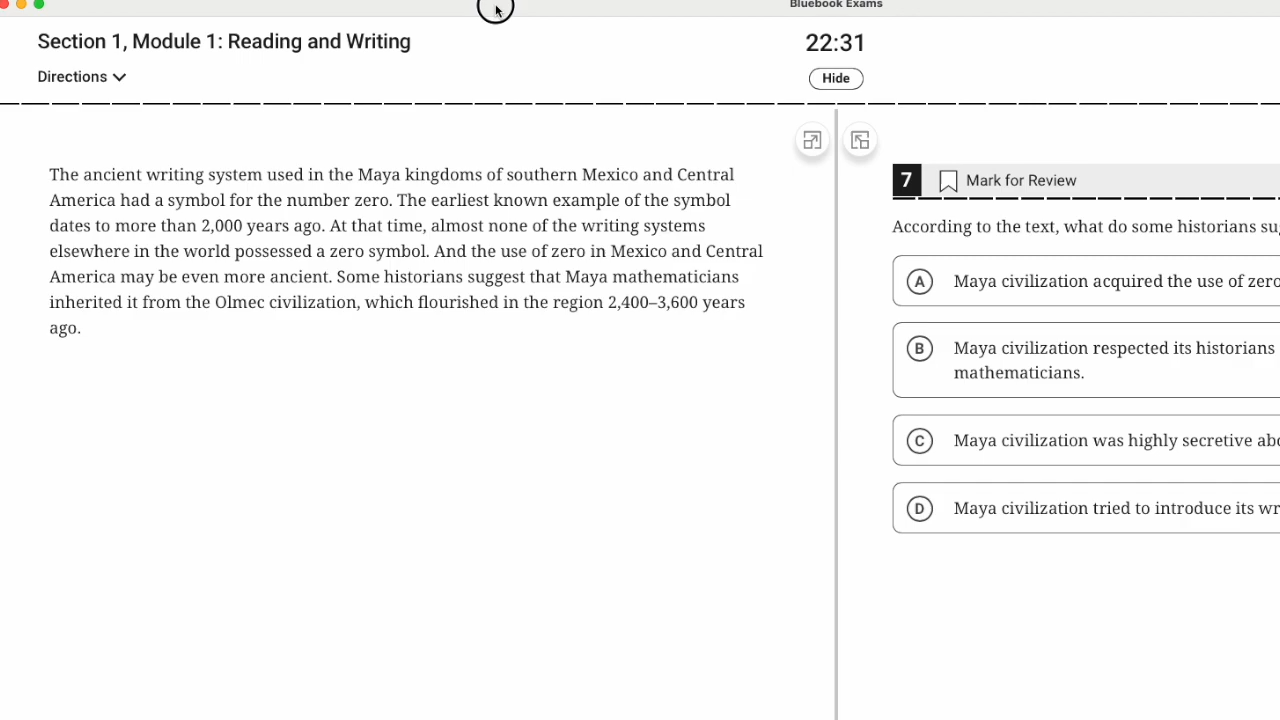 Bluebook Exams
Section 1, Module 1: Reading and Writing
22:31
Directions
Hide
The ancient writing system used in the Maya kingdoms of southern Mexico and Central
America had a symbol for the number zero. The earliest known example of the symbol
dates to more than 2,000 years ago. At that time, almost none of the writing systems
elsewhere in the world possessed a zero symbol. And the use of zero in Mexico and Central
America may be even more ancient. Some historians suggest that Maya mathematicians
inherited it from the Olmec civilization, which flourished in the region 2,400–3,600 years
ago.
7 Mark for Review
According to the text, what do some historians su
A Maya civilization acquired the use of zero
B Maya civilization respected its historians
mathematicians.
C Maya civilization was highly secretive abo
D Maya civilization tried to introduce its wr